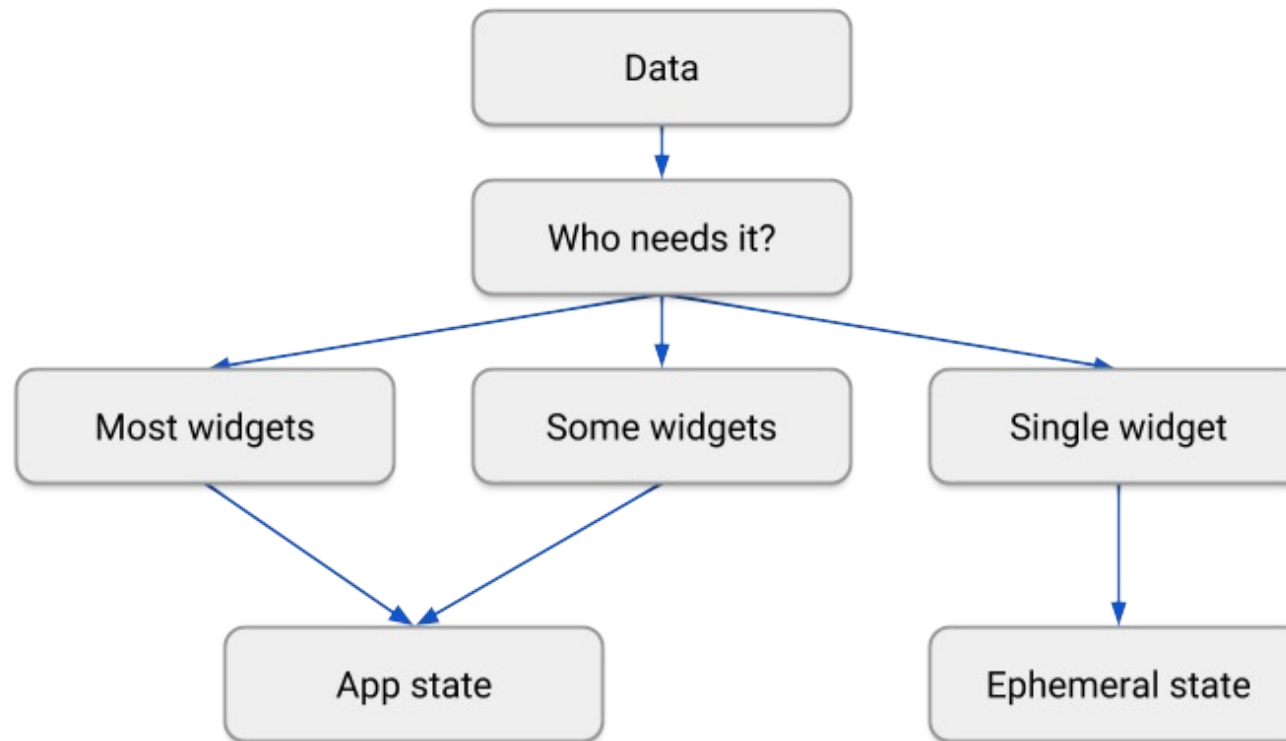 Data
Who needs it?
Most widgets
Some widgets
Single widget
App state
Ephemeral state